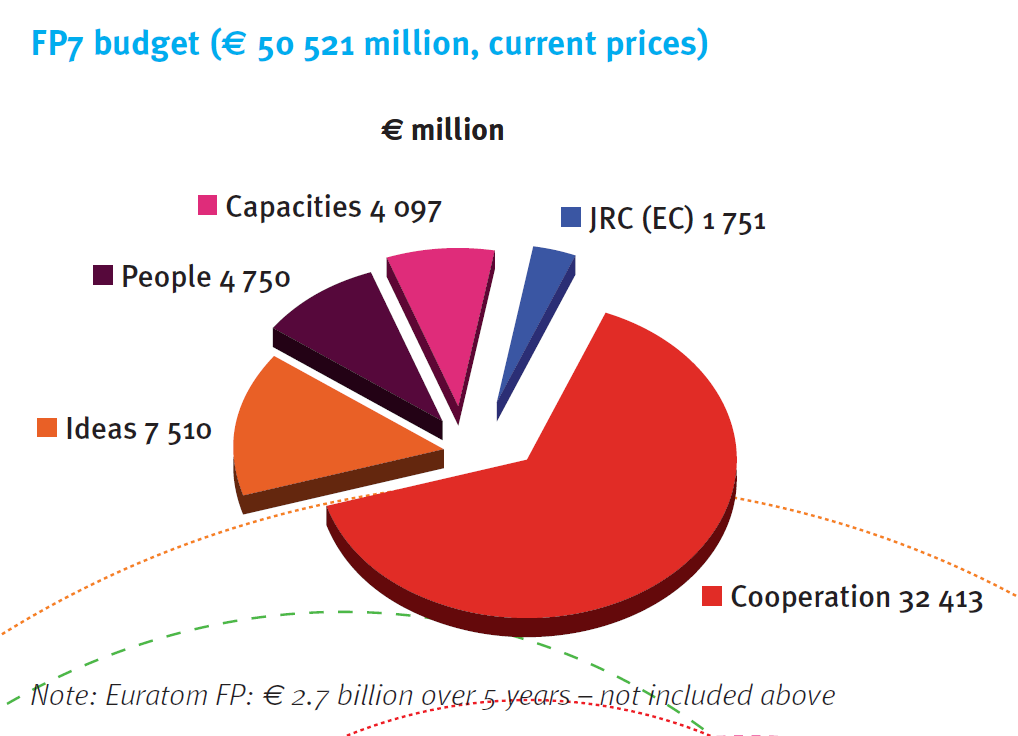 FP7 budget (€ 50 521 million, current prices)
€ million
Capacities 4 097
JRC (EC) 1 751
People 4 750
Ideas 7 510
Cooperation 32 413
Note: Euratom FP: € 2.7 billion over 5 years – not included above